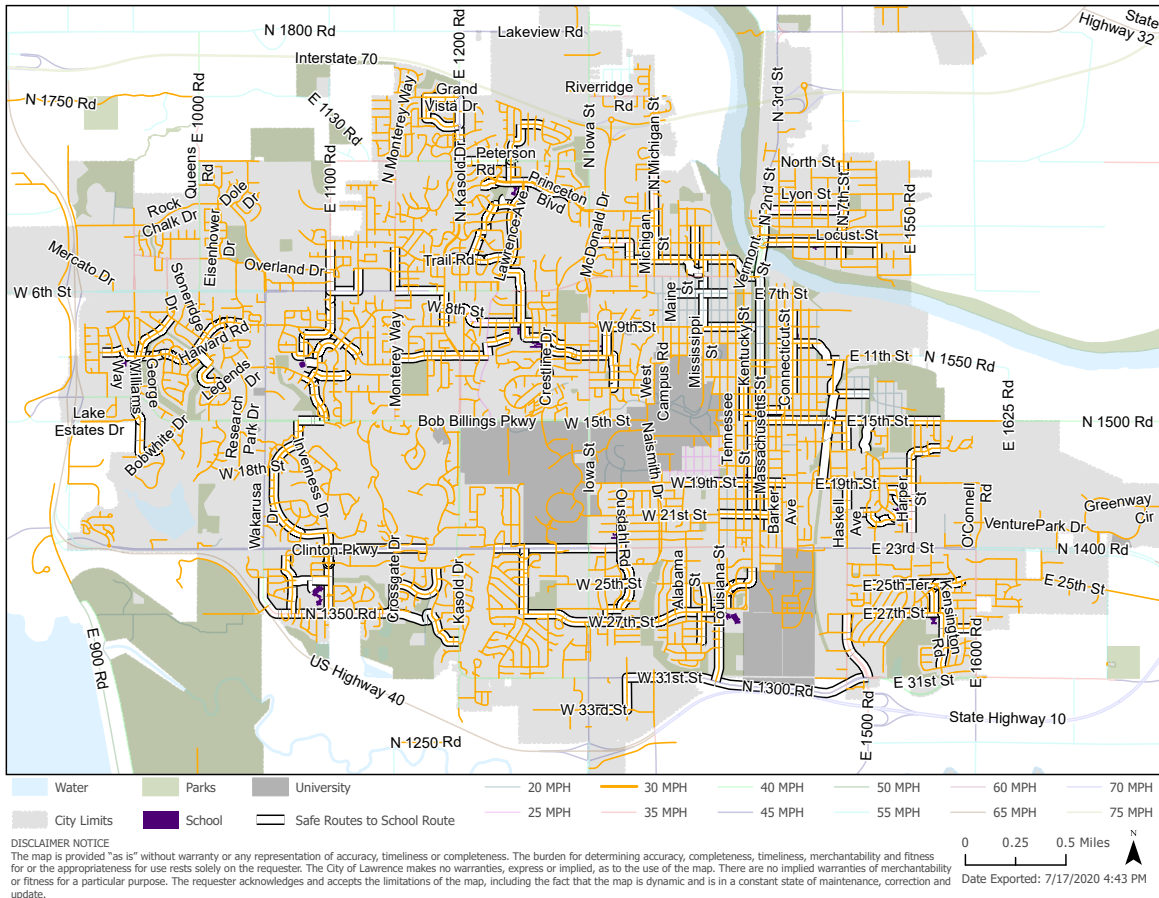 E 1200 Rd
State
Highway 32
N 1800 Rd
Lakeview Rd
Interstate 70
N 1750 Rd
E 1000 Rd
E 1130 Rd
N Monterey Way
Grand
Vista Dr
Riverridge
Rd
N Iowa St
N Michigan St
N 3rd St
Queens
Rd
E 1100 Rd
N Kasold Dr
Peterson
Rd
Princeton
Blvd
North St
Lyon St
N 7th St
N 2nd St
E 1550 Rd
Rock
Chalk Dr
Dole
Dr
Eisenhower
Dr
Lawrence Ave
McDonald Dr
Michigan
St
Vermont
St
Locust St
Mercato Dr
Overland Dr
Trail Rd
W 6th St
Stoneridge
Dr
W 8th St
Maine
St
E 7th St
Harvard Rd
Monterey Way
W 9th St
Mississippi
St
Kentucky St
Connecticut St
E 11th St
N 1550 Rd
George
Williams
Way
Legends
Dr
Crestline Dr
West
Campus Rd
Lake
Estates Dr
Research
Park Dr
Bob Billings Pkwy
W 15th St
Tennessee
St
Massachusetts St
E 15th St
E 1625 Rd
N 1500 Rd
BobWhite Dr
W 18th St
Inverness Dr
Iowa St
Naismith Dr
W 19th St
Barker
Ave
E 19th St
Harper
St
Wakarusa
Dr
Ousdahl Rd
W 21st St
Haskell
Ave
O'Connell
Rd
VenturePark Dr
Greenway
Cir
Clinton Pkwy
Crossgate Dr
Kasold Dr
E 23rd St
N 1400 Rd
W 25th St
Alabama
St
Louisiana St
E 25th Ter
Kensington
Rd
E 25th St
N 1350 Rd
W 27th St
E 27th St
E 1600 Rd
E 900 Rd
US Highway 40
W 31st St
N 1300 Rd
E 31st St
W 33rd St
E 1500 Rd
State Highway 10
N 1250 Rd
Water
Parks
University
20 MPH
30 MPH
40 MPH
50 MPH
60 MPH
70 MPH
City Limits
School
Safe Routes to School Route
25 MPH
35 MPH
45 MPH
55 MPH
65 MPH
75 MPH
DISCLAIMER NOTICE
The map is provided "as is" without warranty or any representation of accuracy, timeliness or completeness. The burden for determining accuracy, completeness, timeliness, merchantability and fitness
for or the appropriateness for use rests solely on the requester. The City of Lawrence makes no warranties, express or implied, as to the use of the map. There are no implied warranties of merchantability
or fitness for a particular purpose. The requester acknowledges and accepts the limitations of the map, including the fact that the map is dynamic and is in a constant state of maintenance, correction and
update.
0 0.25 0.5 Miles
N
Date Exported: 7/17/2020 4:43 PM